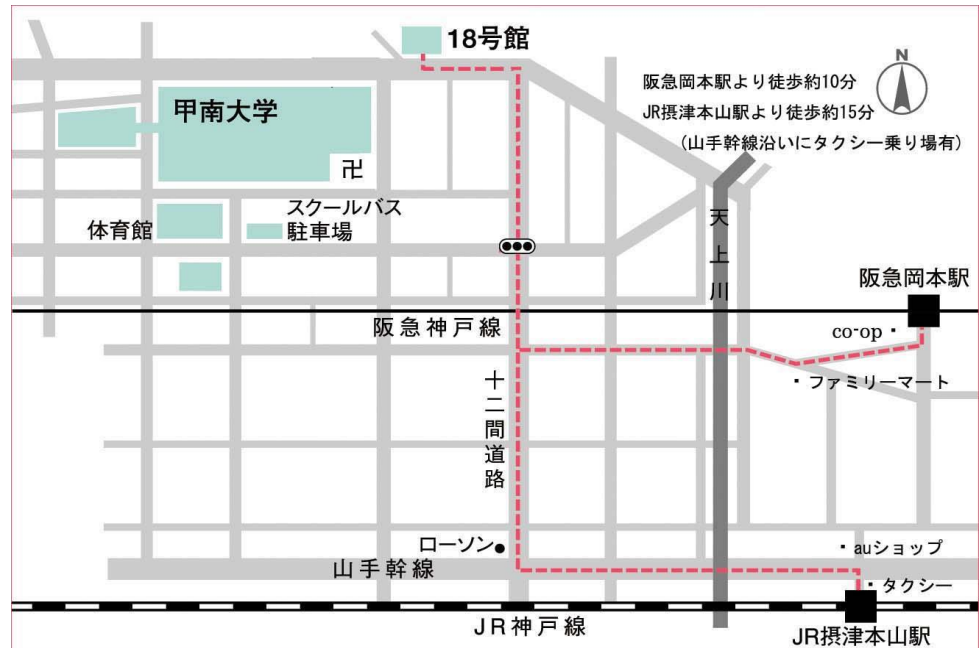 18号館
N
阪急岡本駅より徒歩約10分
JR摂津本山駅より徒歩約15分
(山手幹線沿いにタクシー乗り場有)
甲南大学
卍
体育館
スクールバス
駐車場
天上川
阪急岡本駅
阪急神戸線
co-op
ファミリーマート
十二間道路
ローソン
山手幹線
auショップ
タクシー
JR神戸線
JR摂津本山駅